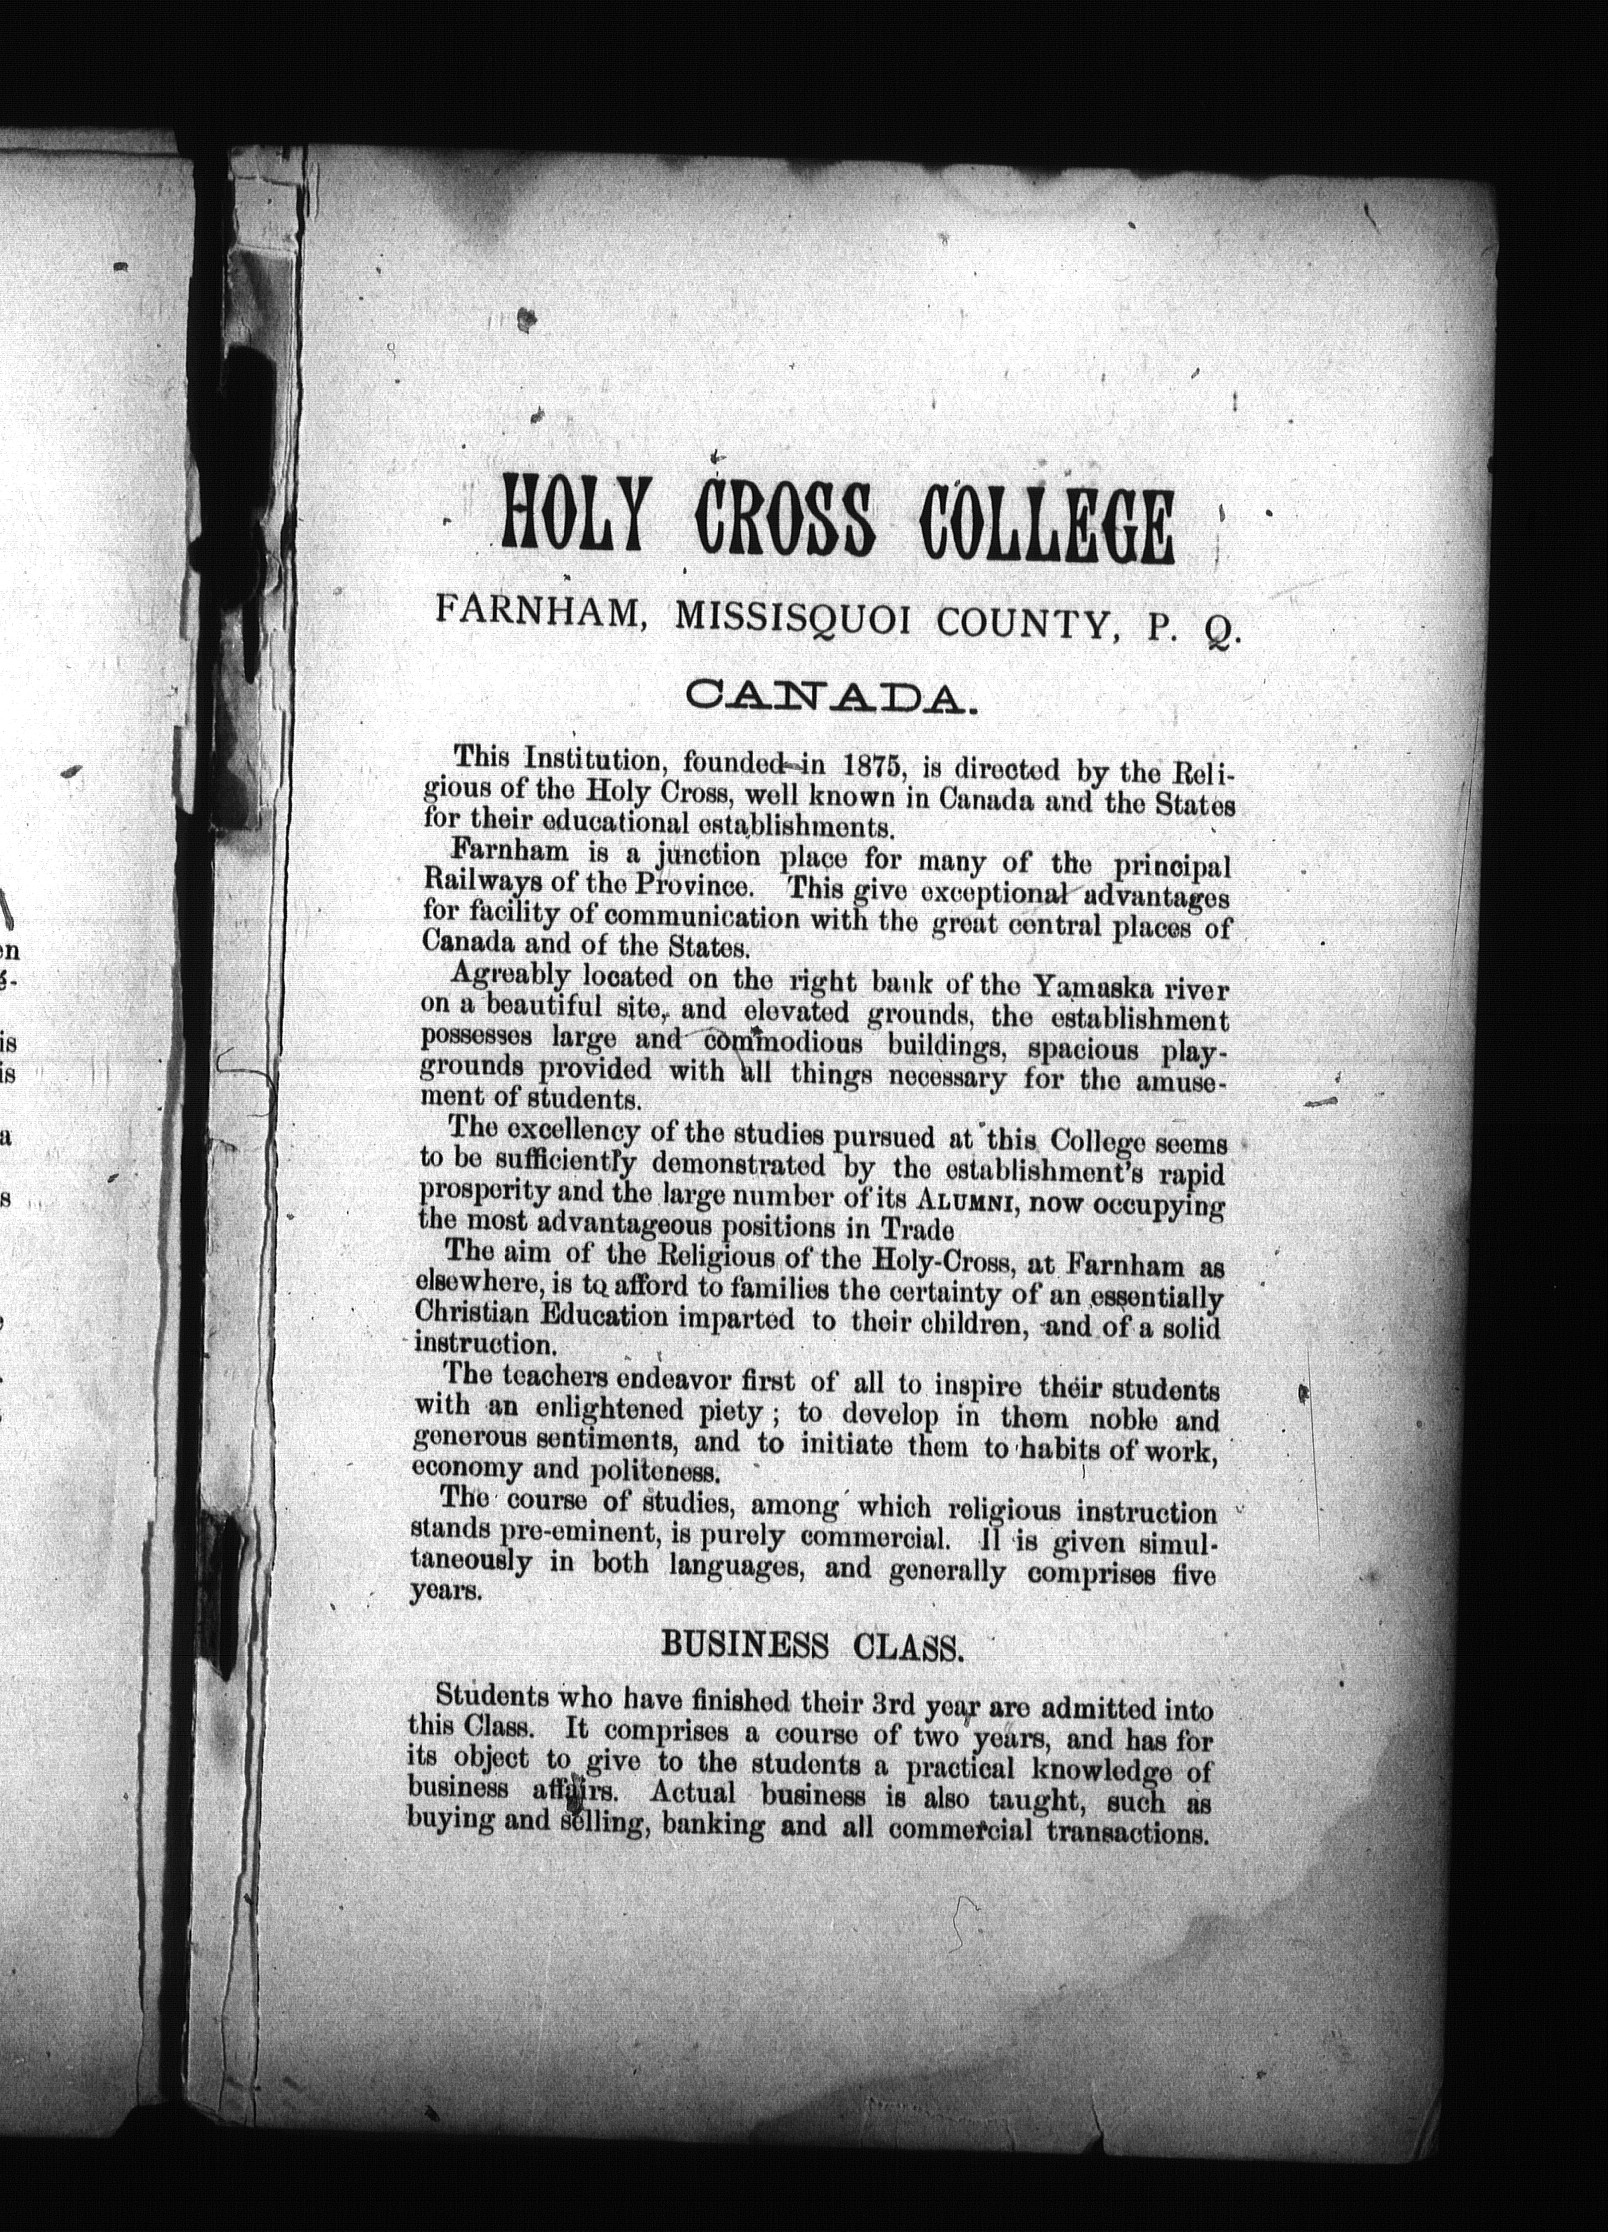 HOLY CROSS COLLEGE
FARNHAM, MISSISQUOI COUNTY, P. Q.
CANADA.
This Institution, founded in 1875, is directed by the Reli-
gious of the Holy Cross, well known in Canada and the States
for their educational establishments.
Farnham is a junction place for many of the principal
Railways of the Province. This give exceptional advantages
for facility of communication with the great central places of
Canada and of the States.
Agreably located on the right bank of the Yamaska river
on a beautiful site, and elevated grounds, the establishment
possesses large and commodious buildings, spacious play-
grounds provided with all things necessary for the amuse-
ment of students.
The excellency of the studies pursued at this College seems
to be sufficiently demonstrated by the establishment's rapid
prosperity and the large number of its ALUMNI, now occupying
the most advantageous positions in Trade
The aim of the Religious of the Holy-Cross, at Farnham as
elsewhere, is to afford to families the certainty of an essentially
Christian Education imparted to their children, and of a solid
instruction.
The teachers endeavor first of all to inspire their students
with an enlightened piety ; to develop in them noble and
generous sentiments, and to initiate them to habits of work,
economy and politeness.
The course of studies, among which religious instruction
stands pre-eminent, is purely commercial. Il is given simul-
taneously in both languages, and generally comprises five
years.
BUSINESS CLASS.
Students who have finished their 3rd year are admitted into
this Class. It comprises a course of two years, and has for
its object to give to the students a practical knowledge of
business affairs. Actual business is also taught, such as
buying and selling, banking and all commercial transactions.